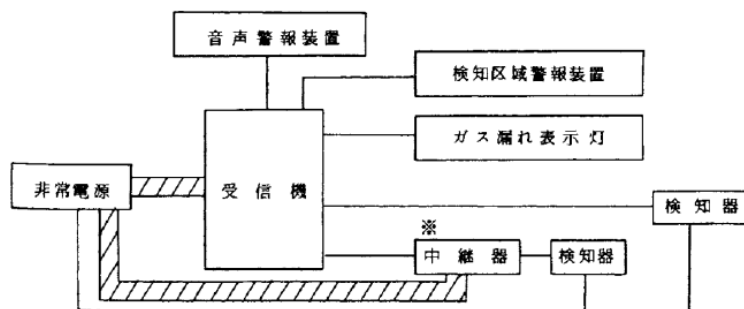 音声警報装置
検知区域警報装置
ガス漏れ表示灯
非常電源
受信機
検知器
※
中継器
検知器